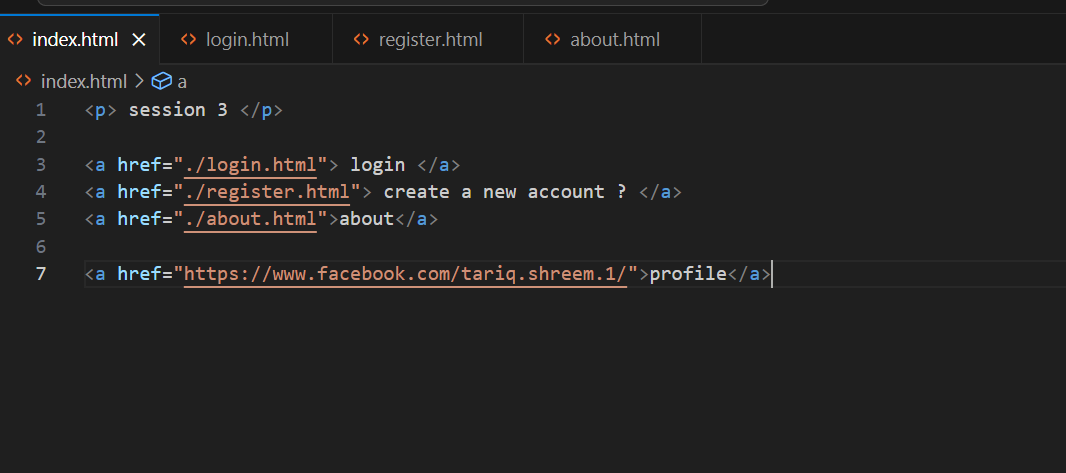 index.html login.html register.html about.html
index.html > a
1 <p> session 3 </p>
2
3 <a href="./login.html"> login </a>
4 <a href="./register.html"> create a new account ? </a>
5 <a href="./about.html">about</a>
6
7 <a href="https://www.facebook.com/tariq.shreem.1/">profile</a>